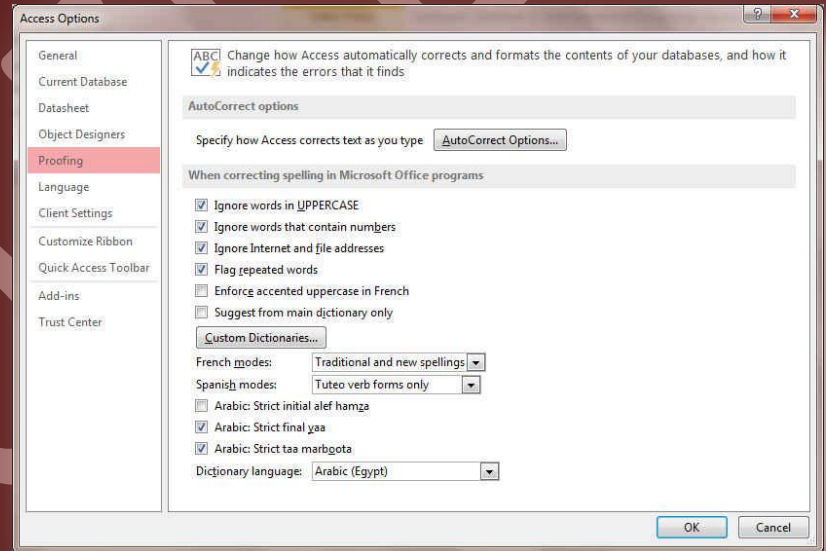 Access Options
General
Current Database
Datasheet
Object Designers
Proofing
Language
Client Settings
Customize Ribbon
Quick Access Toolbar
Add-ins
Trust Center
ABC
Change how Access automatically corrects and formats the contents of your databases, and how it
indicates the errors that it finds
AutoCorrect options
Specify how Access corrects text as you type AutoCorrect Options...
When correcting spelling in Microsoft Office programs
Ignore words in UPPERCASE
Ignore words that contain numbers
Ignore Internet and file addresses
Flag repeated words
Enforce accented uppercase in French
Suggest from main dictionary only
Custom Dictionaries...
French modes: Traditional and new spellings
Spanish modes: Tuteo verb forms only
Arabic: Strict initial alef hamza
Arabic: Strict final yaa
Arabic: Strict taa marboota
Dictionary language: Arabic (Egypt)
OK Cancel